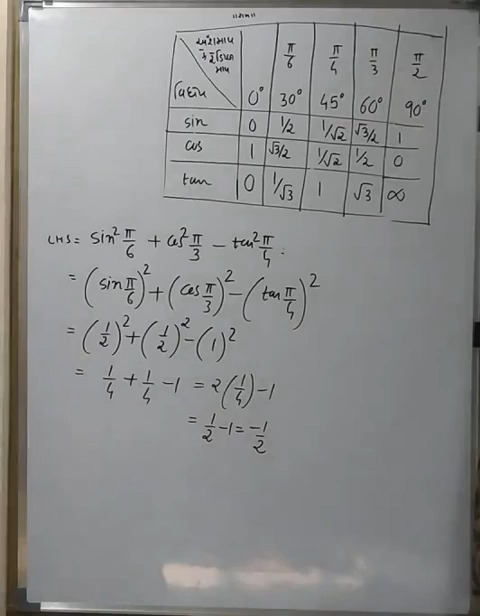 ॥રામ॥
અંશમાપ π/6 π/4 π/3 π/2
માપ
વિધેય 0° 30° 45° 60° 90°
sin 0 1/2 1/√2 √3/2 1
cos 1 √3/2 1/√2 1/2 0
tan 0 1/√3 1 √3 ∞
LHS = sin² π/6 + cos² π/3 − tan² π/4 :
= (sin π/6)² + (cos π/3)² − (tan π/4)²
= (1/2)² + (1/2)² − (1)²
= 1/4 + 1/4 − 1 = 2(1/4) − 1
= 1/2 − 1 = −1/2